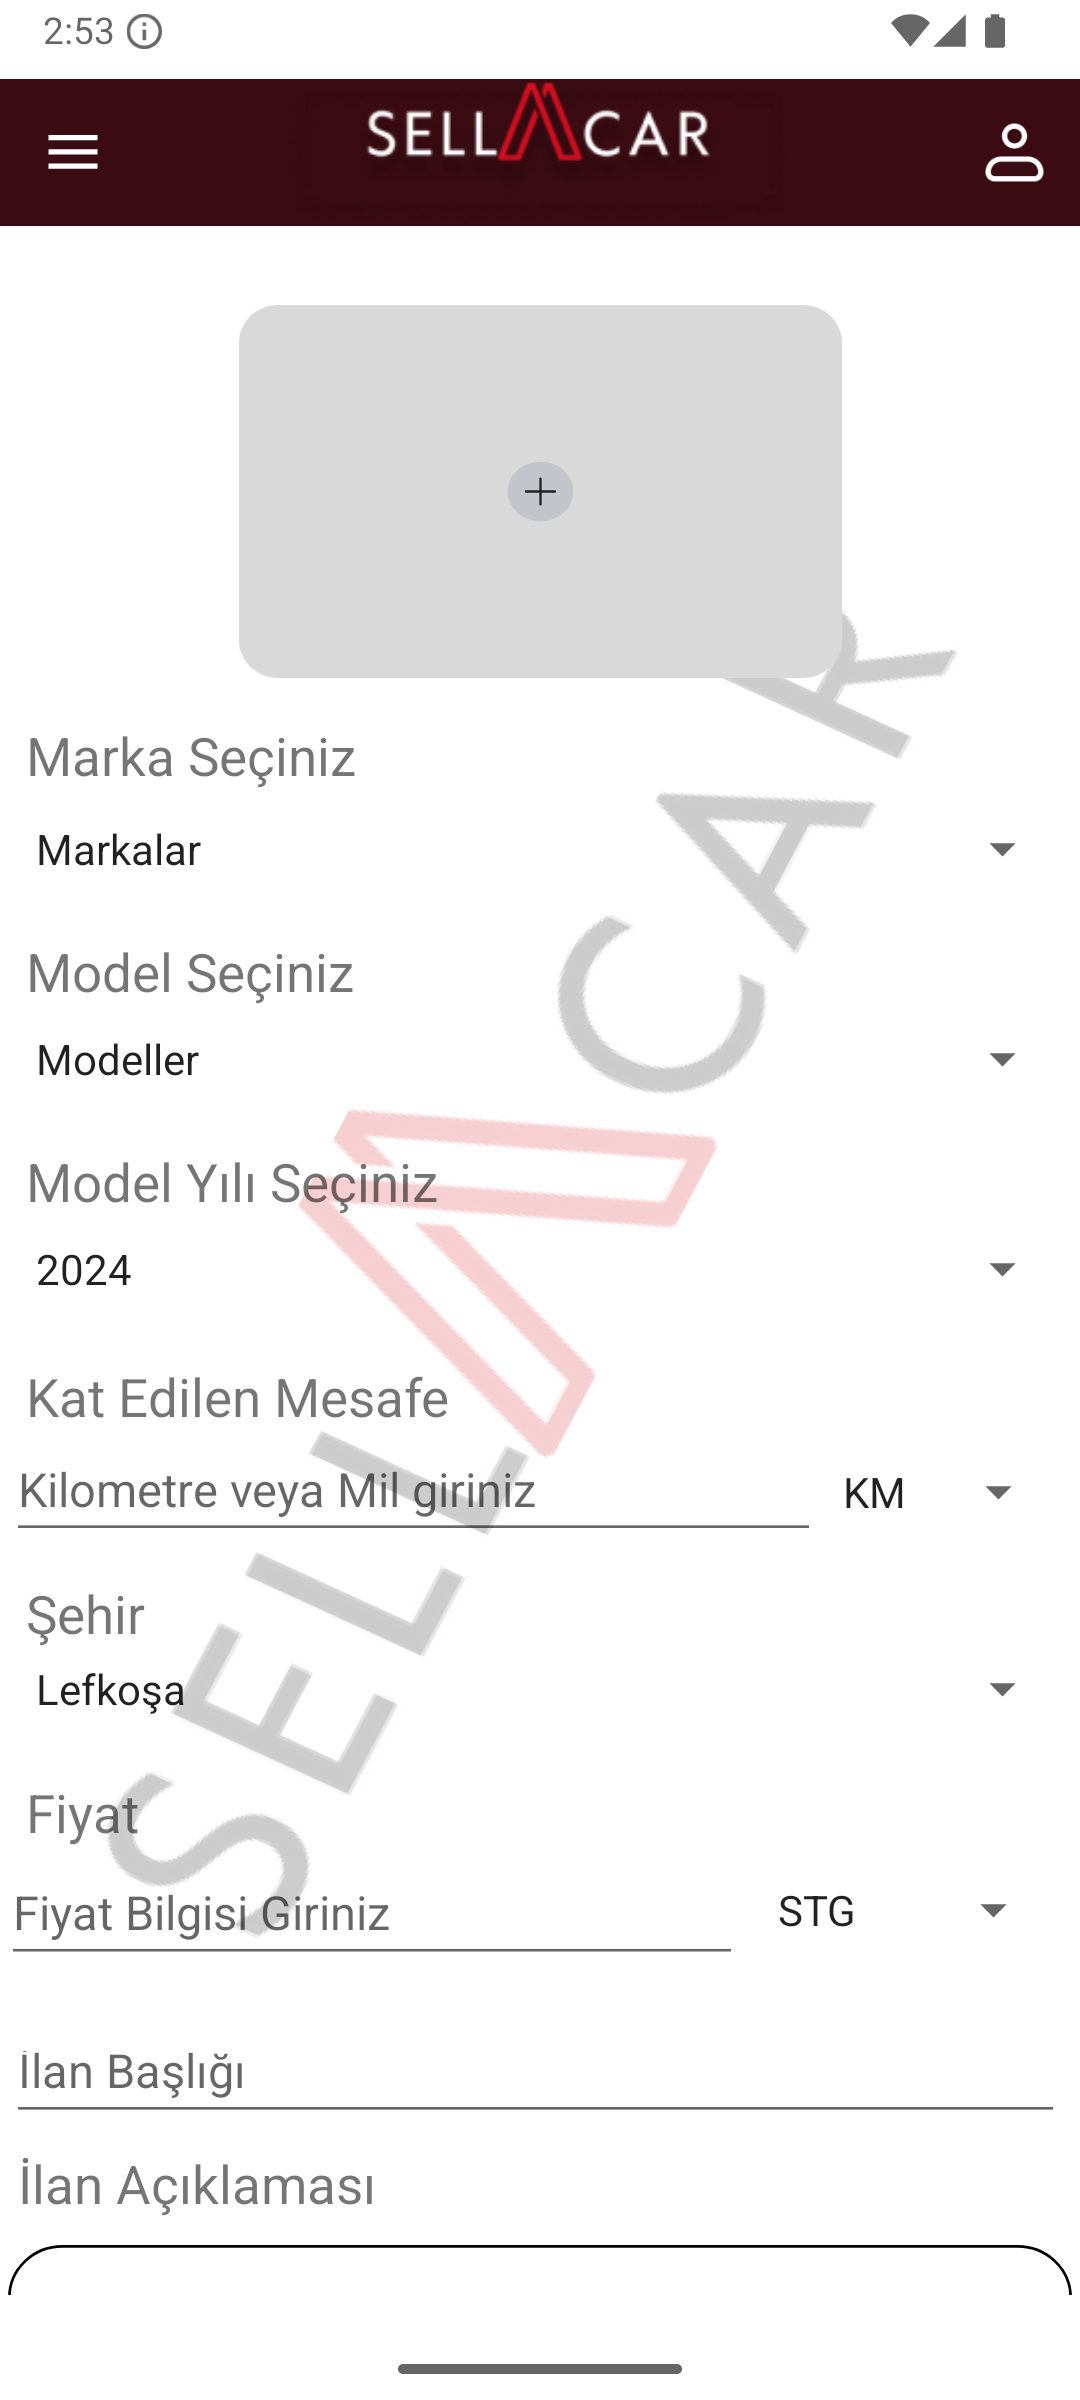 2:53
SELLACAR
Marka Seçiniz
Markalar
Model Seçiniz
Modeller
Model Yılı Seçiniz
2024
Kat Edilen Mesafe
Kilometre veya Mil giriniz KM
Şehir
Lefkoşa
Fiyat
Fiyat Bilgisi Giriniz STG
İlan Başlığı
İlan Açıklaması
SELLACAR